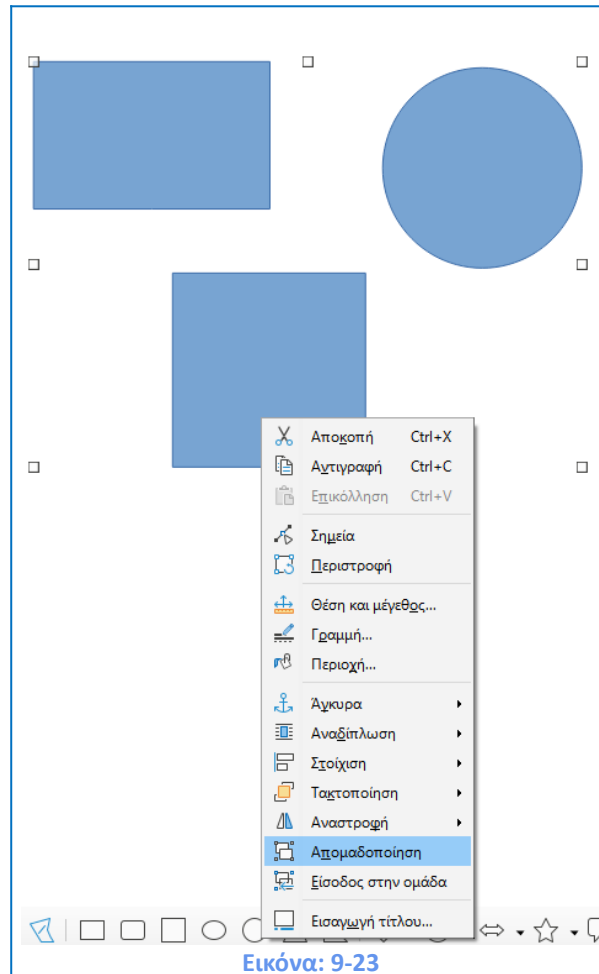 Αποκοπή Ctrl+X
Αντιγραφή Ctrl+C
Επικόλληση Ctrl+V
Σημεία
Περιστροφή
Θέση και μέγεθος...
Γραμμή...
Περιοχή...
Άγκυρα
Αναδίπλωση
Στοίχιση
Τακτοποίηση
Αναστροφή
Απομαδοποίηση
Είσοδος στην ομάδα
Εισαγωγή τίτλου...
Εικόνα: 9-23